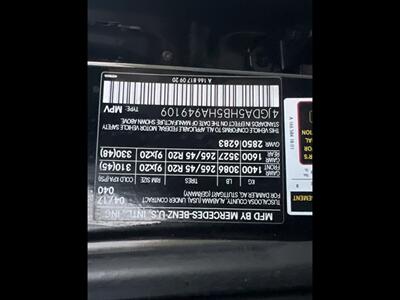 MFD BY MERCEDES-BENZ U.S. INTL., INC. 04/17
TUSCALOOSA, ALABAMA (USA) UNDER CONTRACT 040
FOR DAIMLER AG STUTTGART (GERMANY)
KG LB TIRES RIM SIZE COLD KPA(PSI)
1400 3086 265/45 R20 9Jx20 310(45)
REAR 1600 3527 265/45 R20 9Jx20 330(48)
GVWR 2850 6283
THIS VEHICLE CONFORMS TO ALL APPLICABLE FEDERAL MOTOR VEHICLE SAFETY
STANDARDS IN EFFECT ON THE DATE OF MANUFACTURE SHOWN ABOVE.
4JGDA5HB5HA949109 MPV
A 166 817 09 20